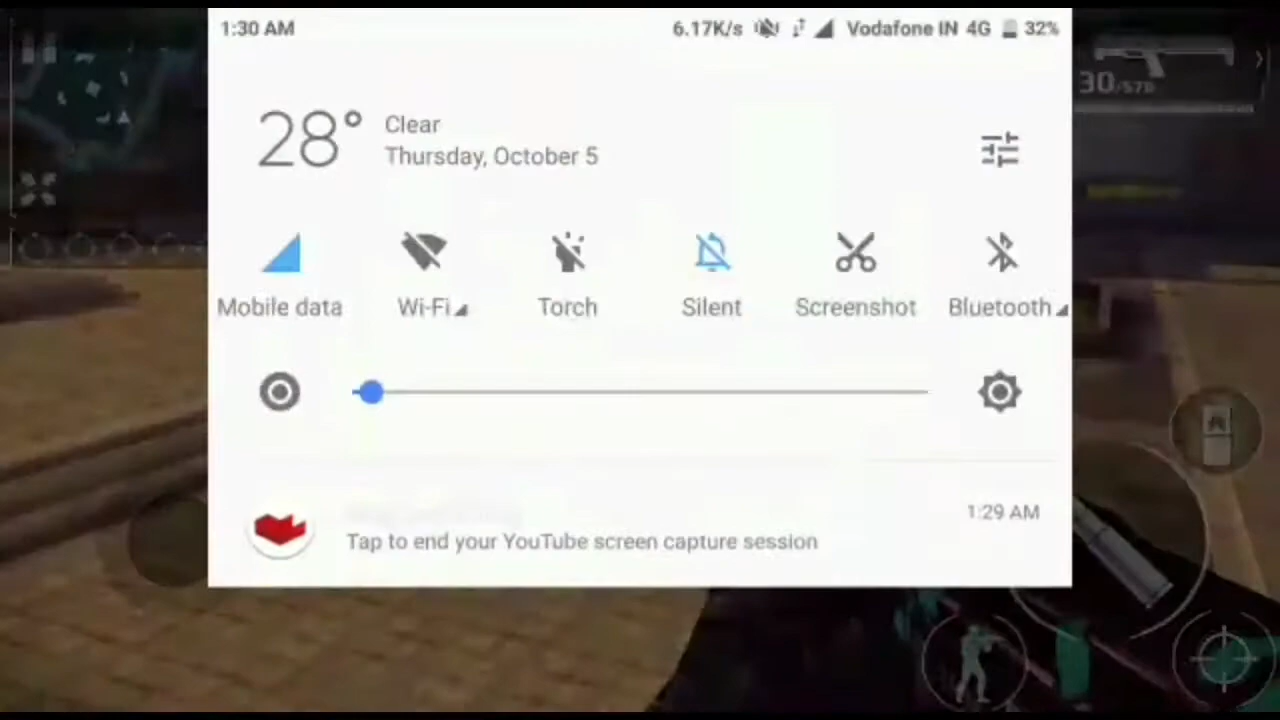 1:30 AM 6.17K/s Vodafone IN 4G 32%
28° Clear
Thursday, October 5
Mobile data Wi-Fi Torch Silent Screenshot Bluetooth
1:29 AM
Tap to end your YouTube screen capture session
30/570